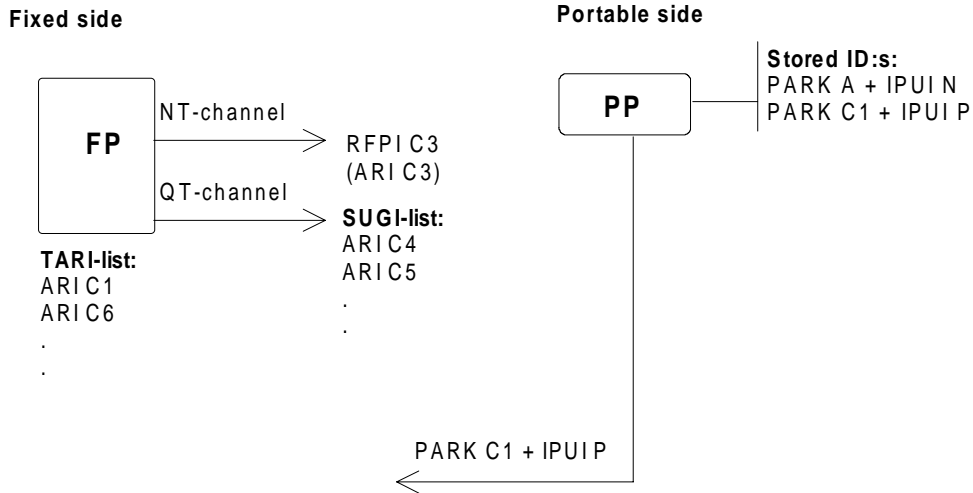 Fixed side
Portable side
FP
NT-channel
RFPI C3
(ARI C3)
QT-channel
SUGI-list:
ARI C4
ARI C5
.
.
TARI-list:
ARI C1
ARI C6
.
.
PP
Stored ID:s:
PARK A + IPUI N
PARK C1 + IPUI P
PARK C1 + IPUI P